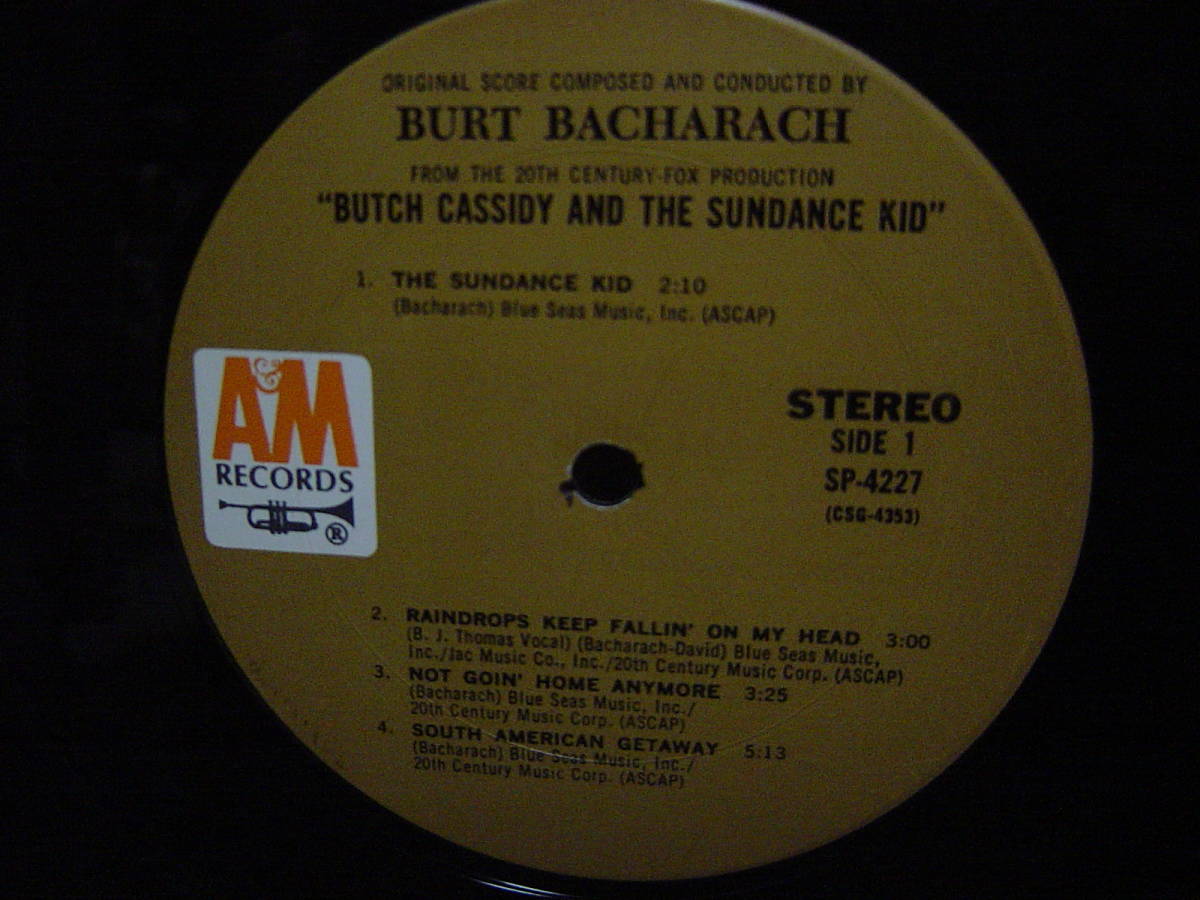 ORIGINAL SCORE COMPOSED AND CONDUCTED BY
BURT BACHARACH
FROM THE 20TH CENTURY-FOX PRODUCTION
"BUTCH CASSIDY AND THE SUNDANCE KID"
1. THE SUNDANCE KID 2:10
(Bacharach) Blue Seas Music, Inc. (ASCAP)
A&M
RECORDS
®
STEREO
SIDE 1
SP-4227
(CSG-4353)
2. RAINDROPS KEEP FALLIN' ON MY HEAD 3:00
(B. J. Thomas Vocal) (Bacharach-David) Blue Seas Music,
Inc./Jac Music Co., Inc./20th Century Music Corp. (ASCAP)
3. NOT GOIN' HOME ANYMORE 3:25
(Bacharach) Blue Seas Music, Inc./
20th Century Music Corp. (ASCAP)
4. SOUTH AMERICAN GETAWAY 5:13
(Bacharach) Blue Seas Music, Inc./
20th Century Music Corp. (ASCAP)